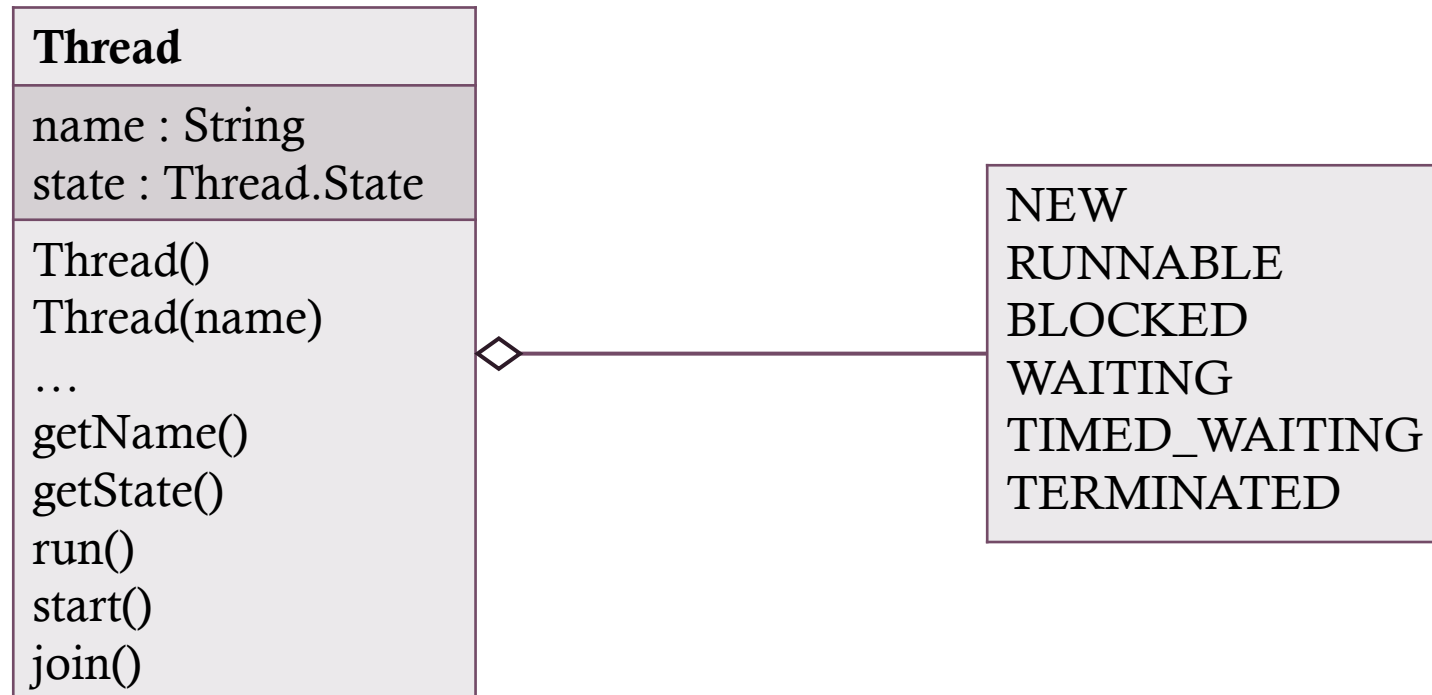 Thread
name : String
state : Thread.State
Thread()
Thread(name)
…
getName()
getState()
run()
start()
join()
NEW
RUNNABLE
BLOCKED
WAITING
TIMED_WAITING
TERMINATED